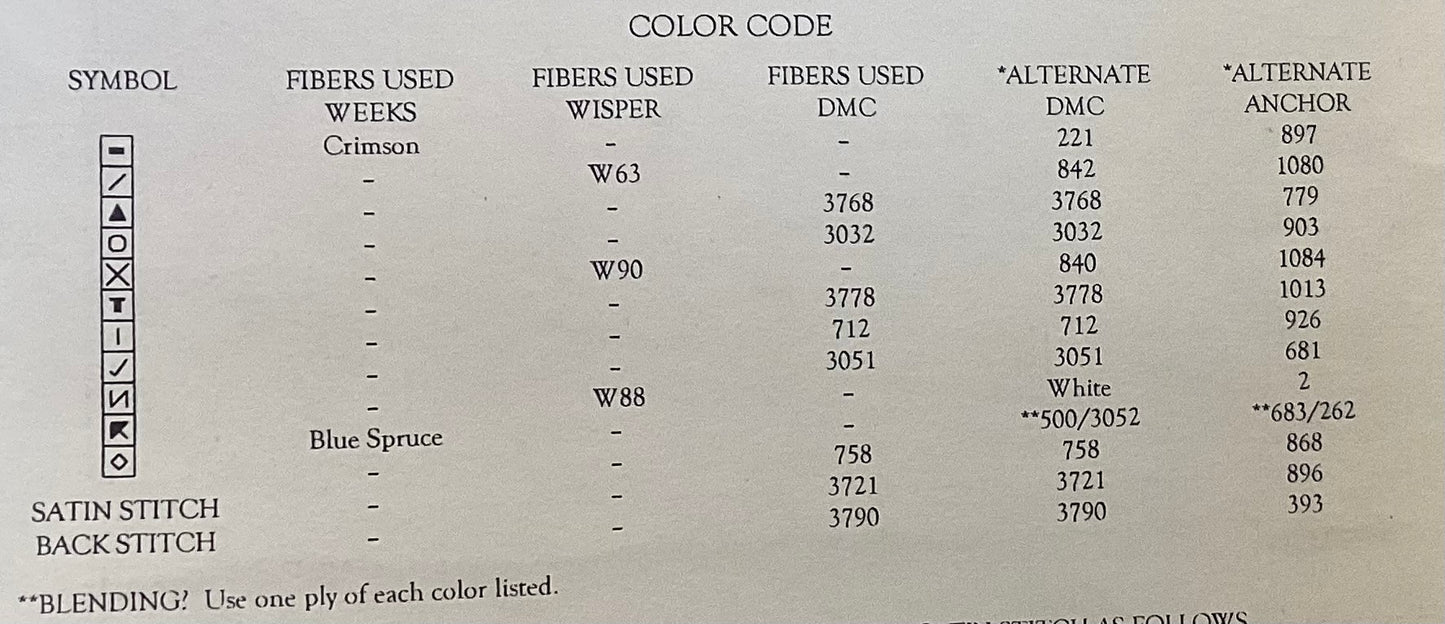 COLOR CODE
SYMBOL FIBERS USED WEEKS FIBERS USED WISPER FIBERS USED DMC *ALTERNATE DMC *ALTERNATE ANCHOR
Crimson - - 221 897
- W63 - 842 1080
- - 3768 3768 779
- - 3032 3032 903
- W90 - 840 1084
T - - 3778 3778 1013
- - 712 712 926
- - 3051 3051 681
- W88 - White 2
Blue Spruce - - **500/3052 **683/262
- - 758 758 868
SATIN STITCH - - 3721 3721 896
BACK STITCH - - 3790 3790 393
**BLENDING? Use one ply of each color listed.
STITCH AS FOLLOWS